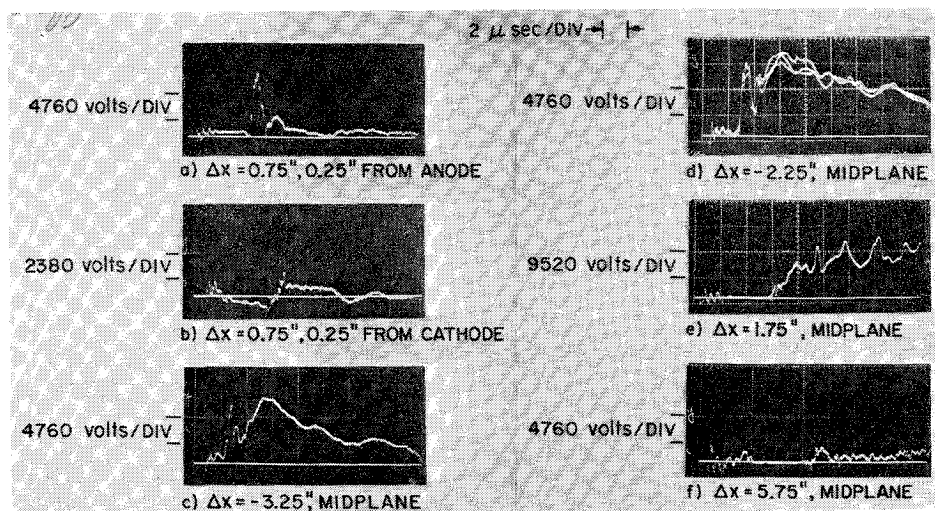 2 μ sec/DIV
4760 volts/DIV
a) Δx = 0.75", 0.25" FROM ANODE
2380 volts/DIV
b) Δx = 0.75", 0.25" FROM CATHODE
4760 volts/DIV
c) Δx = -3.25" MIDPLANE
4760 volts/DIV
d) Δx = -2.25", MIDPLANE
9520 volts/DIV
e) Δx = 1.75", MIDPLANE
4760 volts/DIV
f) Δx = 5.75", MIDPLANE